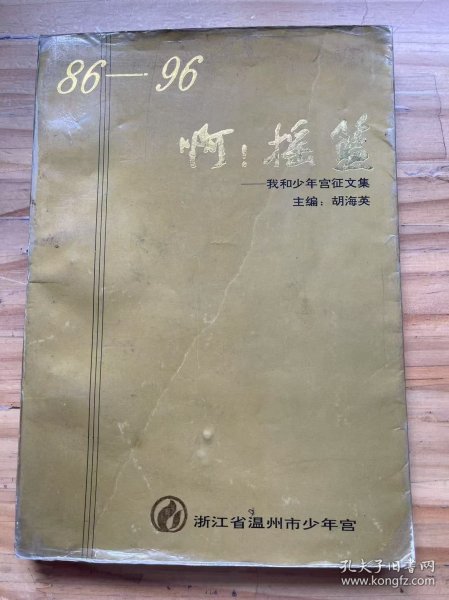 86—96
啊！摇篮
——我和少年宫征文集
主编：胡海英
浙江省温州市少年宫
孔夫子旧书网
www.kongfz.com